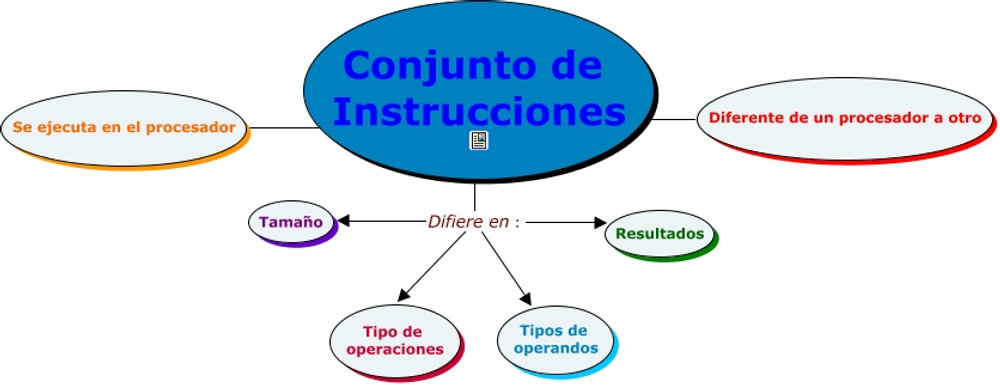 Conjunto de
Instrucciones
Se ejecuta en el procesador
Diferente de un procesador a otro
Difiere en :
Tamaño
Resultados
Tipo de
operaciones
Tipos de
operandos